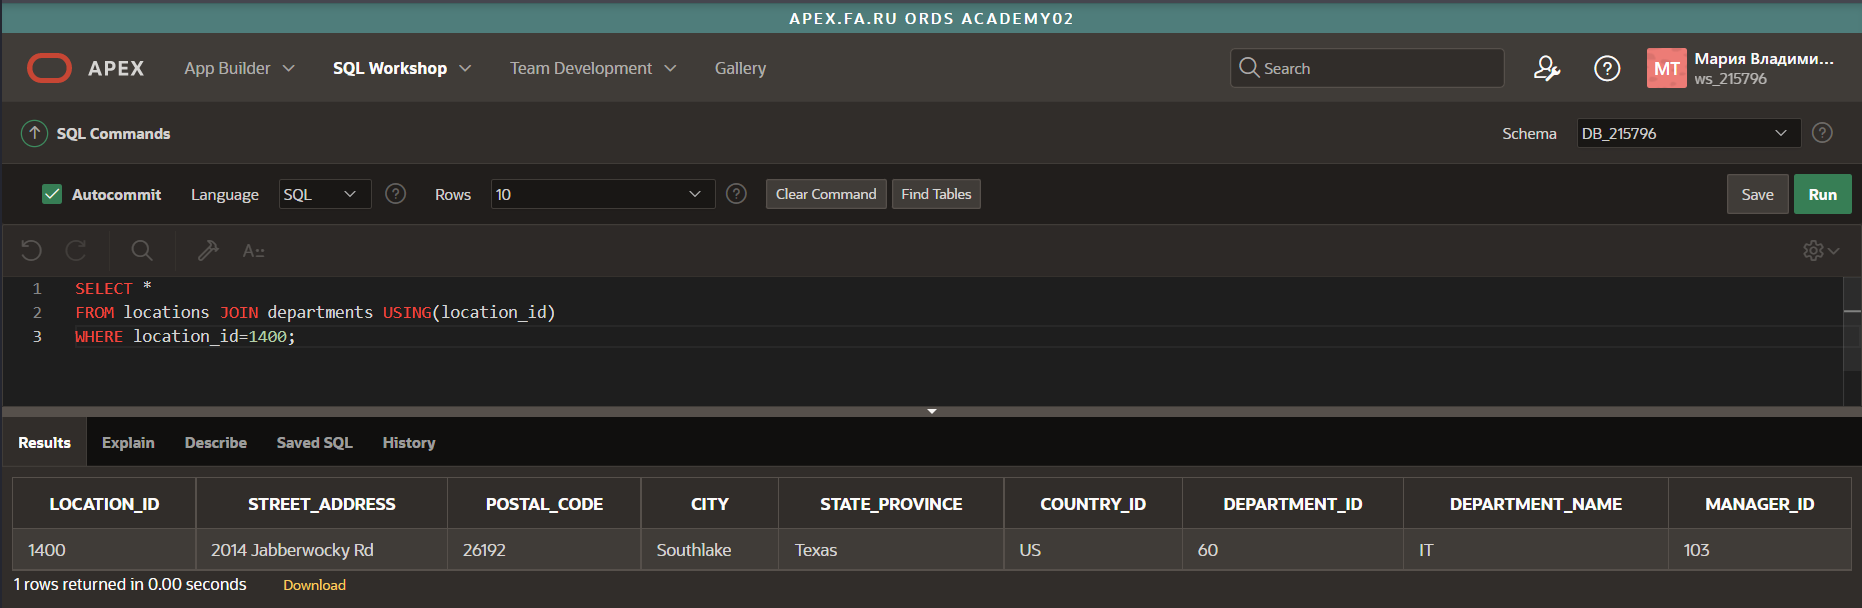 APEX.FA.RU ORDS ACADEMY02
APEX App Builder SQL Workshop Team Development Gallery Search ? MT Мария Владими...
ws_215796
SQL Commands Schema DB_215796 ?
Autocommit Language SQL ? Rows 10 ? Clear Command Find Tables Save Run
A::
1 SELECT *
2 FROM locations JOIN departments USING(location_id)
3 WHERE location_id=1400;
Results Explain Describe Saved SQL History
LOCATION_ID STREET_ADDRESS POSTAL_CODE CITY STATE_PROVINCE COUNTRY_ID DEPARTMENT_ID DEPARTMENT_NAME MANAGER_ID
1400 2014 Jabberwocky Rd 26192 Southlake Texas US 60 IT 103
1 rows returned in 0.00 seconds Download